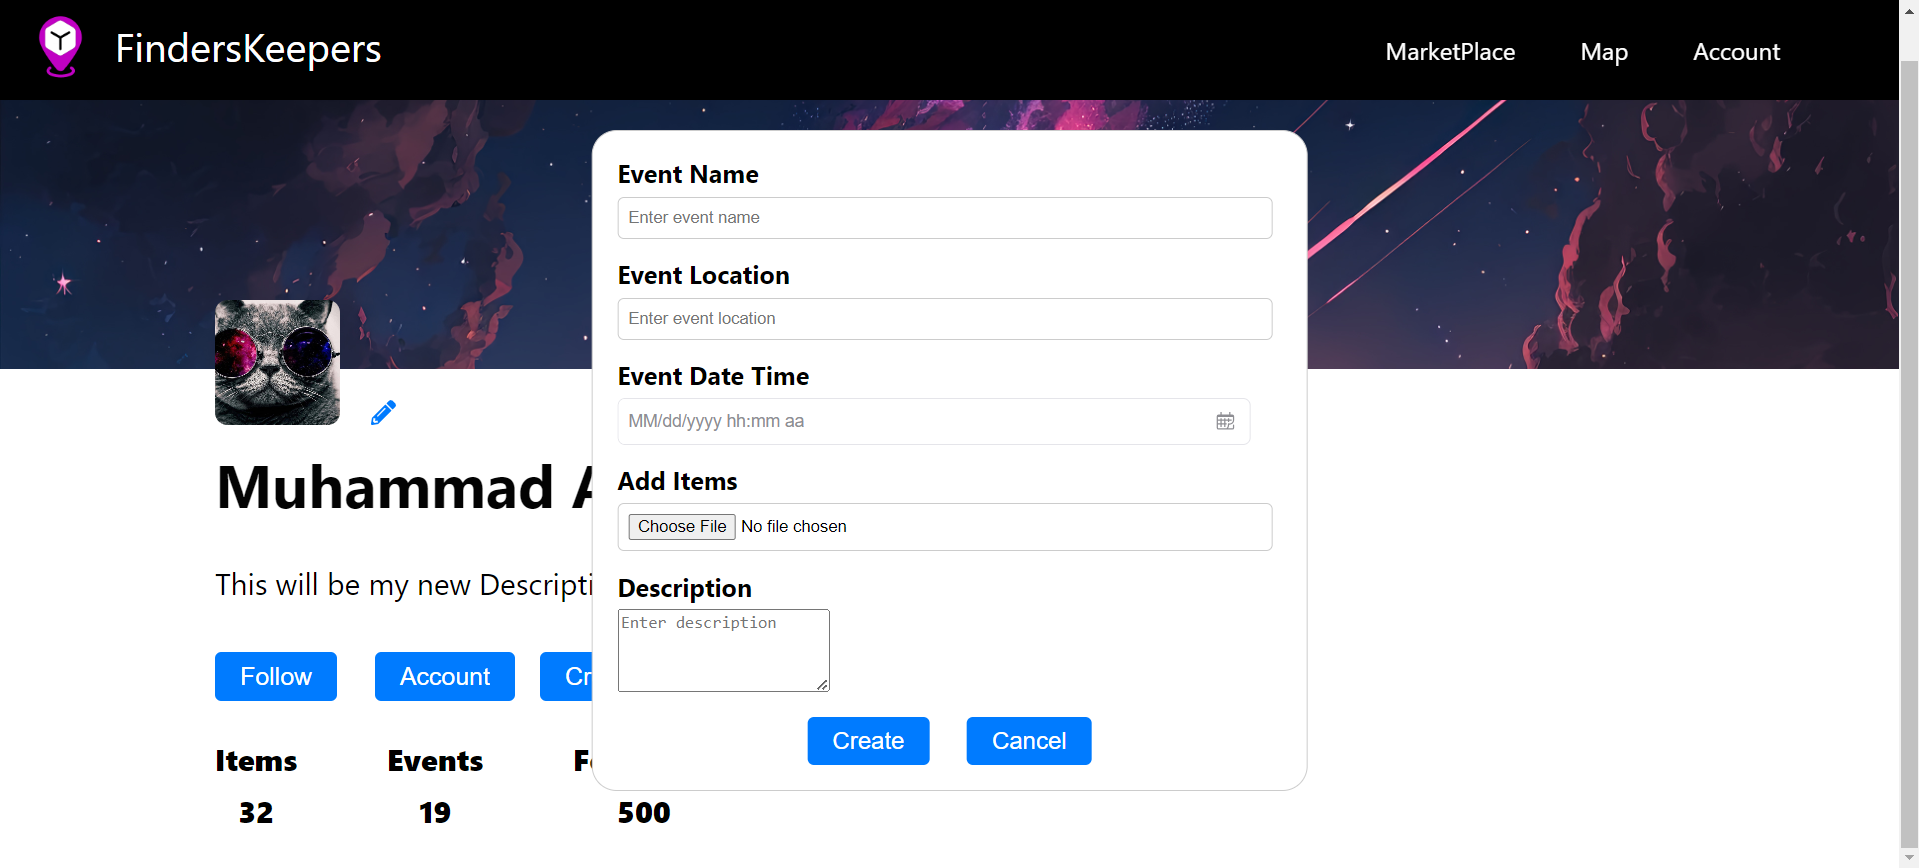 FindersKeepers
MarketPlace Map Account
Event Name
Enter event name
Event Location
Enter event location
Event Date Time
MM/dd/yyyy hh:mm aa
Add Items
Choose File No file chosen
Description
Enter description
Create Cancel
Muhammad A
This will be my new Descripti
Follow Account Cr
Items Events F
32 19 500